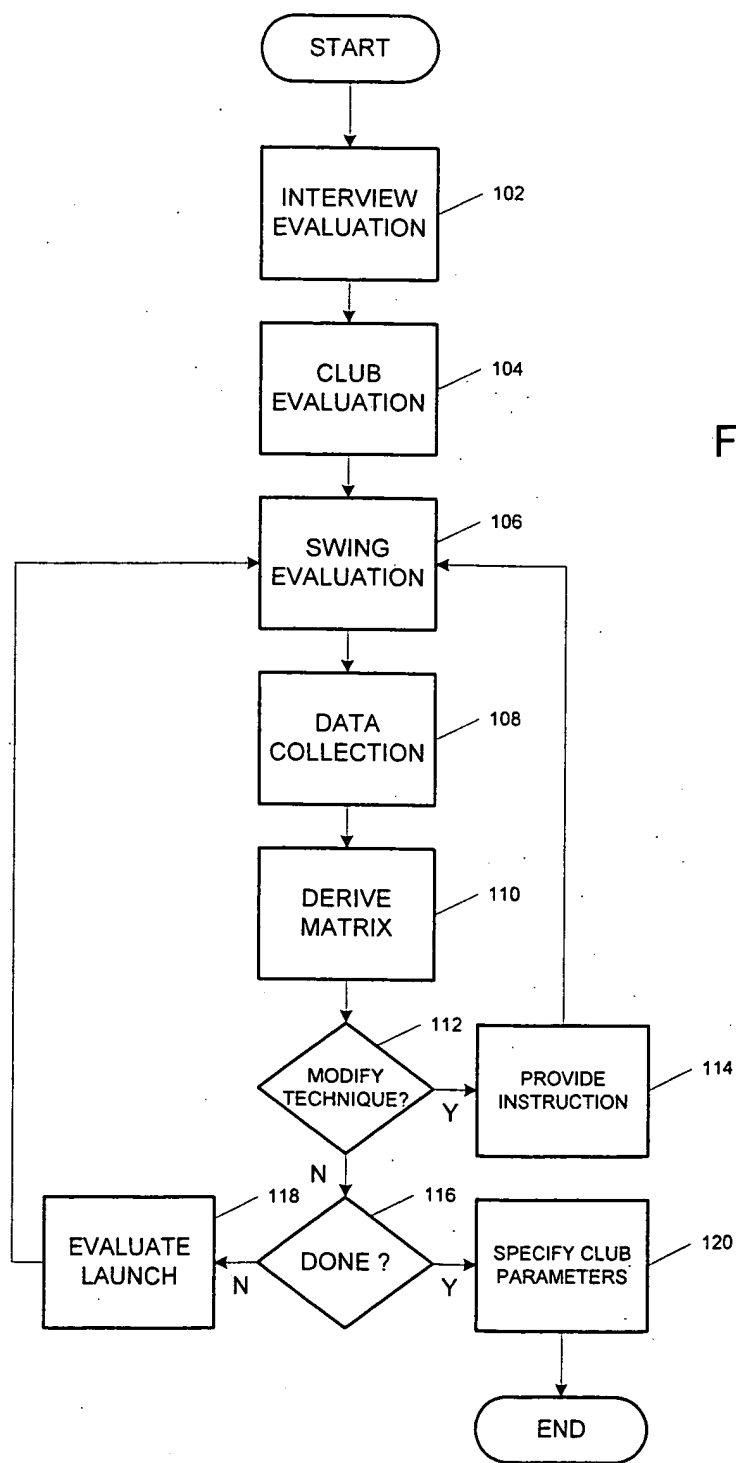 START
INTERVIEW
EVALUATION
102
CLUB
EVALUATION
104
F
SWING
EVALUATION
106
DATA
COLLECTION
108
DERIVE
MATRIX
110
MODIFY
TECHNIQUE?
112
Y
PROVIDE
INSTRUCTION
114
N
EVALUATE
LAUNCH
118
N
DONE ?
116
Y
SPECIFY CLUB
PARAMETERS
120
END